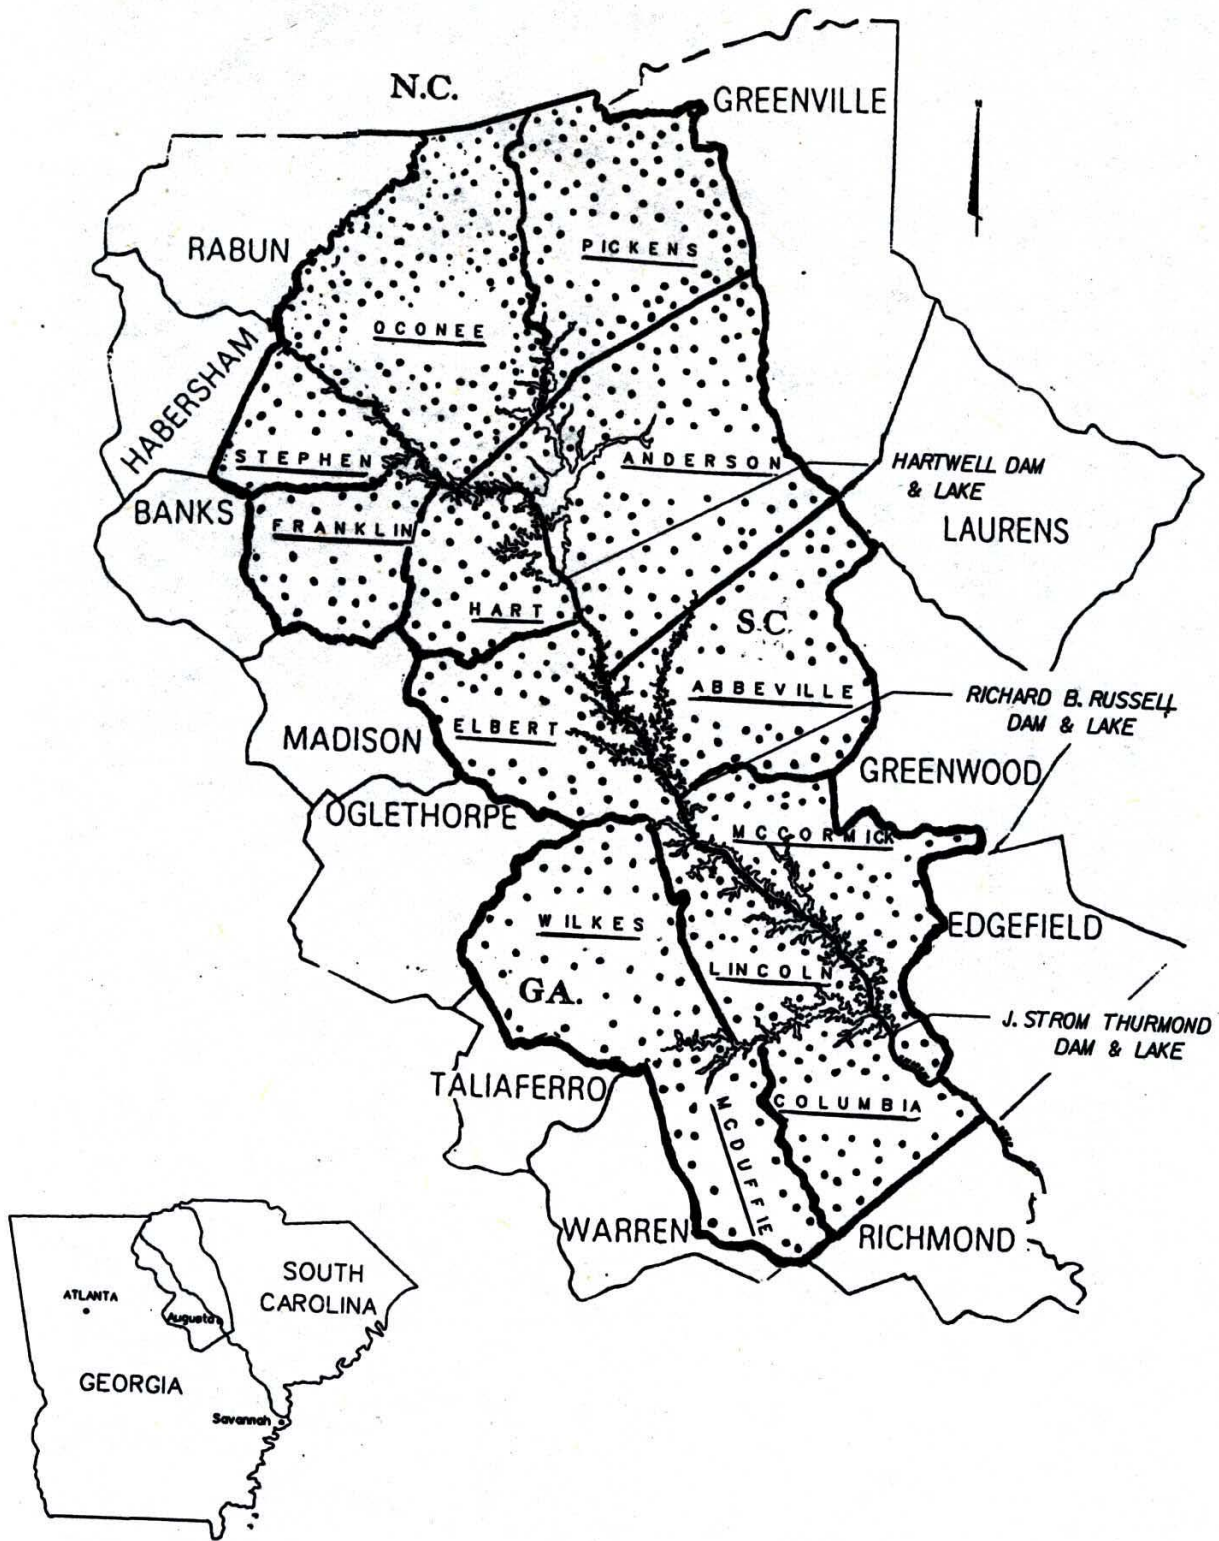 N.C.
GREENVILLE
N
RABUN
PICKENS
OCONEE
HABERSHAM
STEPHENS
ANDERSON
HARTWELL DAM
& LAKE
BANKS
FRANKLIN
LAURENS
HART
S.C.
ABBEVILLE
RICHARD B. RUSSELL
DAM & LAKE
MADISON
ELBERT
GREENWOOD
OGLETHORPE
MCCORMICK
WILKES
EDGEFIELD
LINCOLN
GA.
J. STROM THURMOND
DAM & LAKE
TALIAFERRO
COLUMBIA
MCDUFFIE
WARREN
RICHMOND
SOUTH
CAROLINA
ATLANTA
Augusta
GEORGIA
Savannah